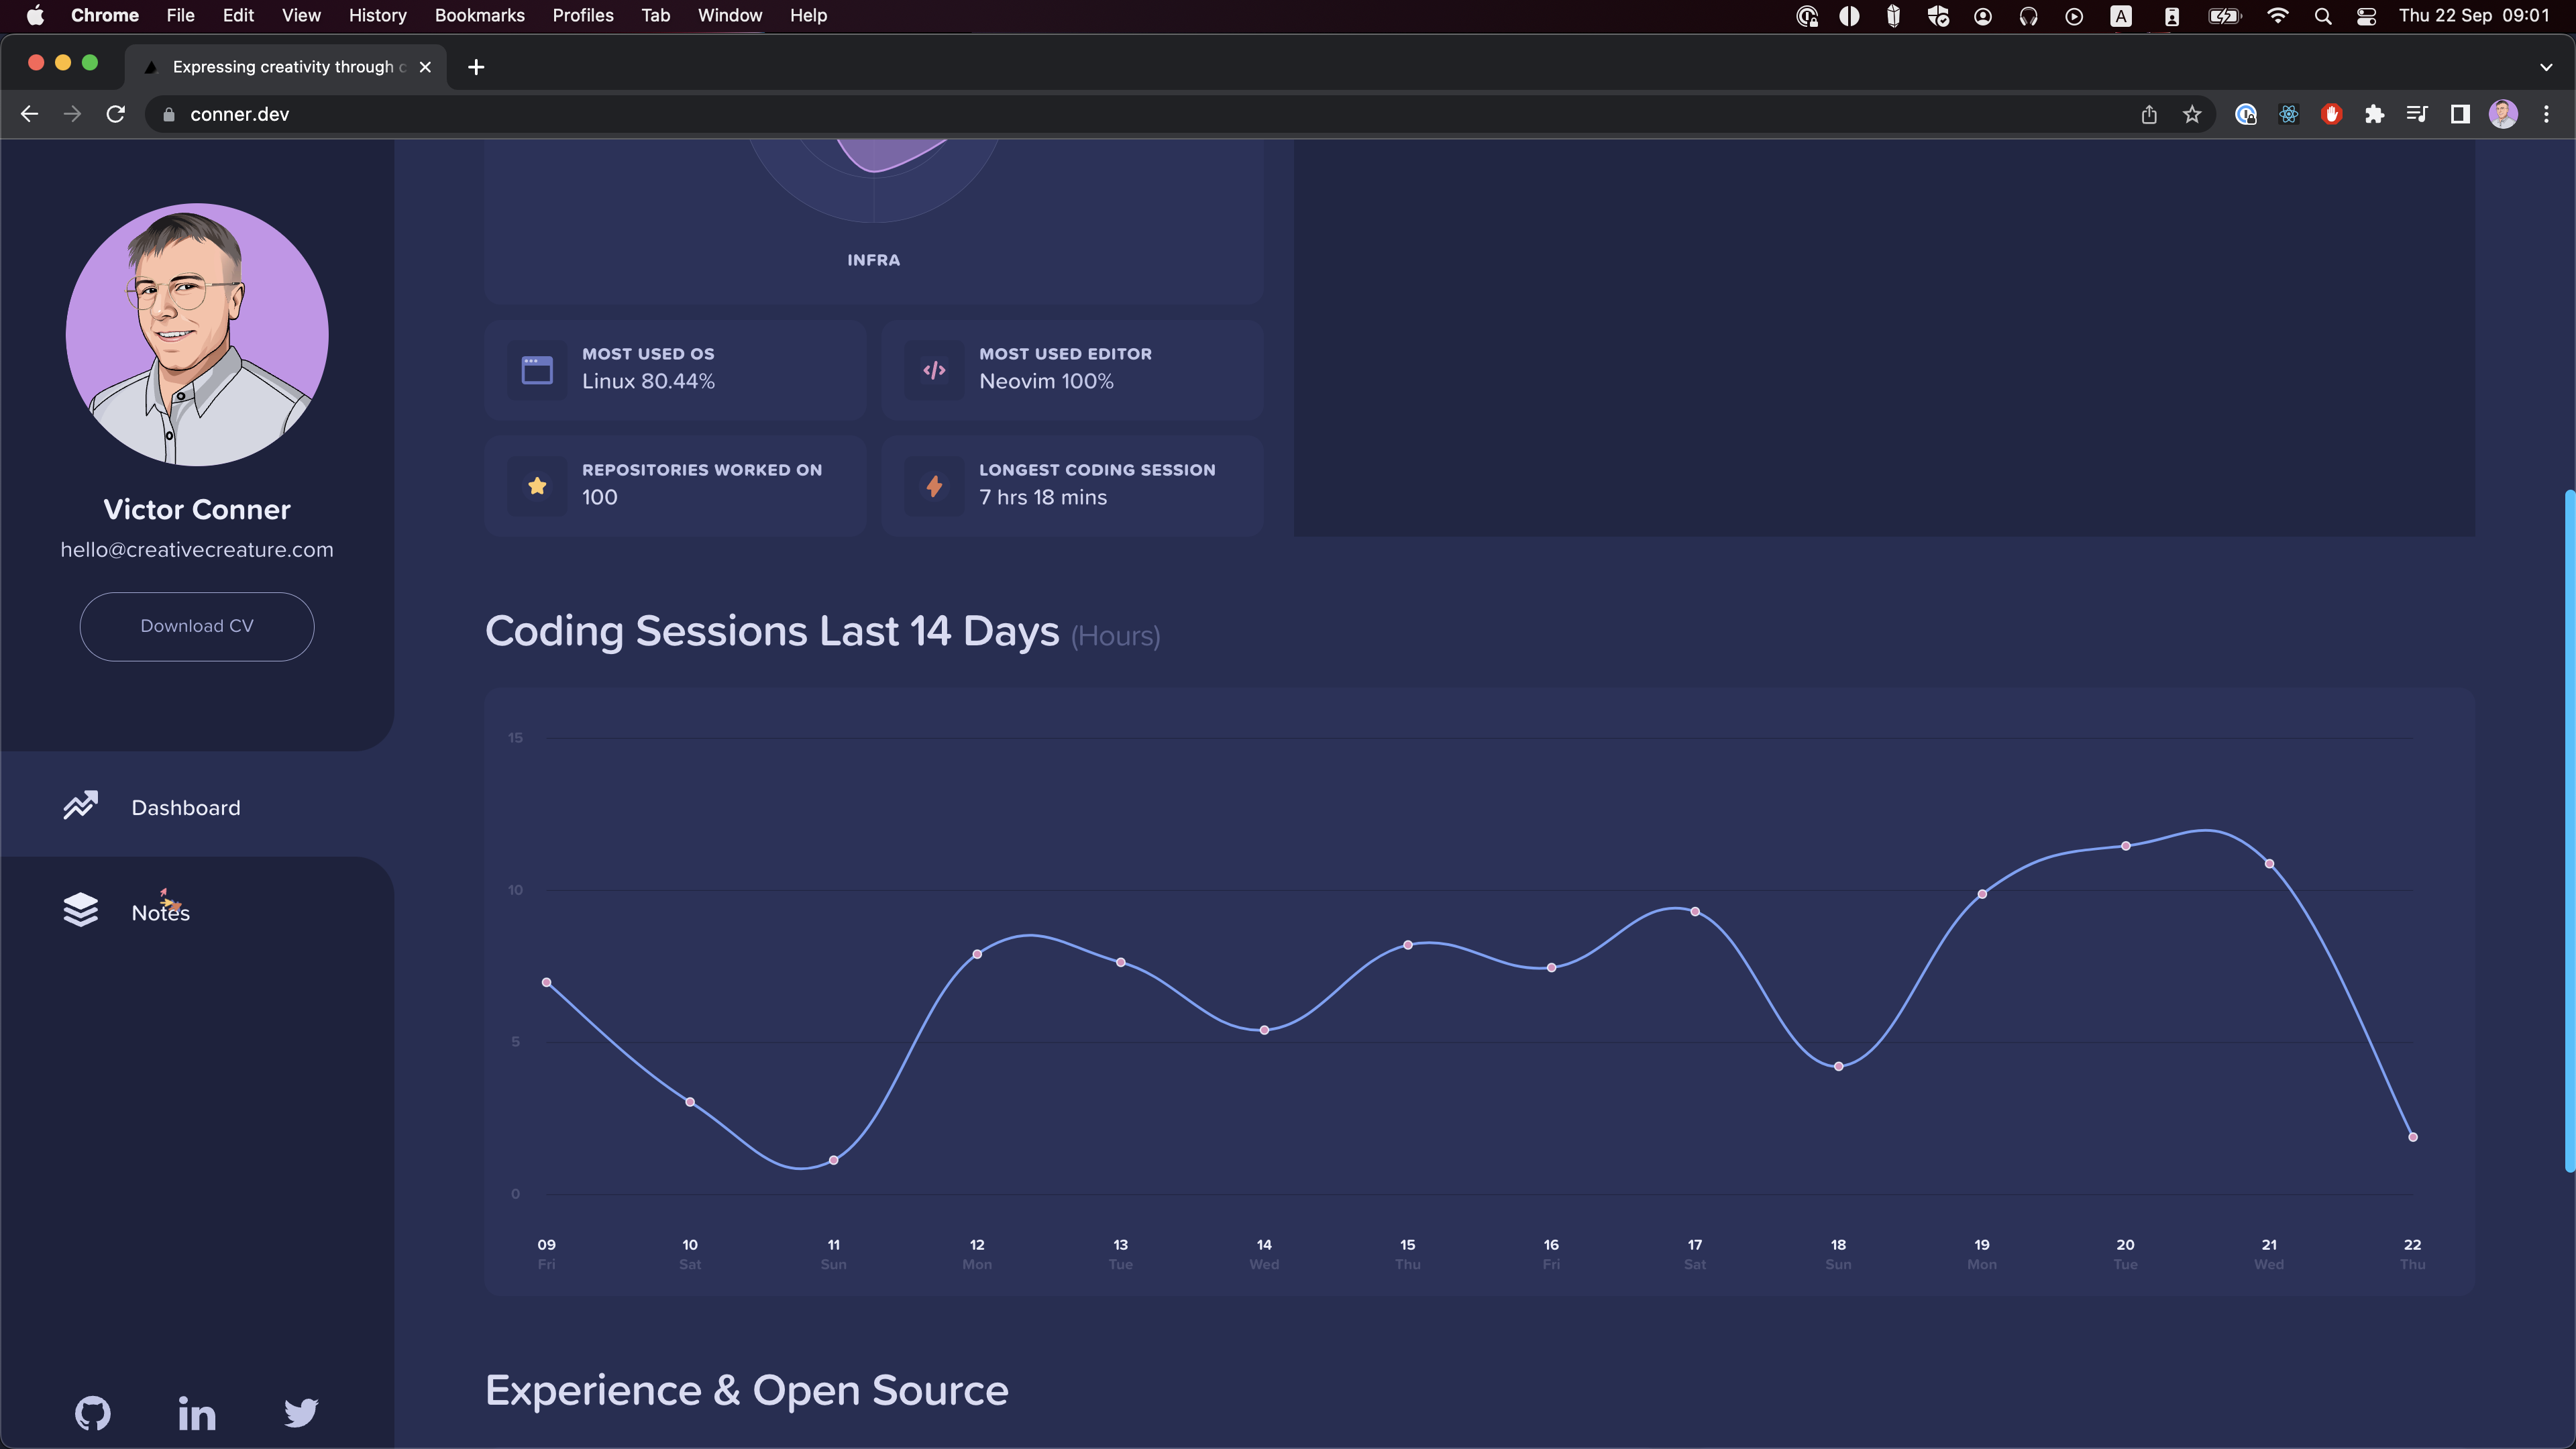 Chrome File Edit View History Bookmarks Profiles Tab Window Help
A
Thu 22 Sep 09:01
Expressing creativity through
conner.dev
Victor Conner
hello@creativecreature.com
Download CV
Dashboard
Notes
in
INFRA
MOST USED OS
Linux 80.44%
MOST USED EDITOR
Neovim 100%
REPOSITORIES WORKED ON
100
LONGEST CODING SESSION
7 hrs 18 mins
Coding Sessions Last 14 Days (Hours)
15
10
5
0
09 10 11 12 13 14 15 16 17 18 19 20 21 22
Fri Sat Sun Mon Tue Wed Thu Fri Sat Sun Mon Tue Wed Thu
Experience & Open Source